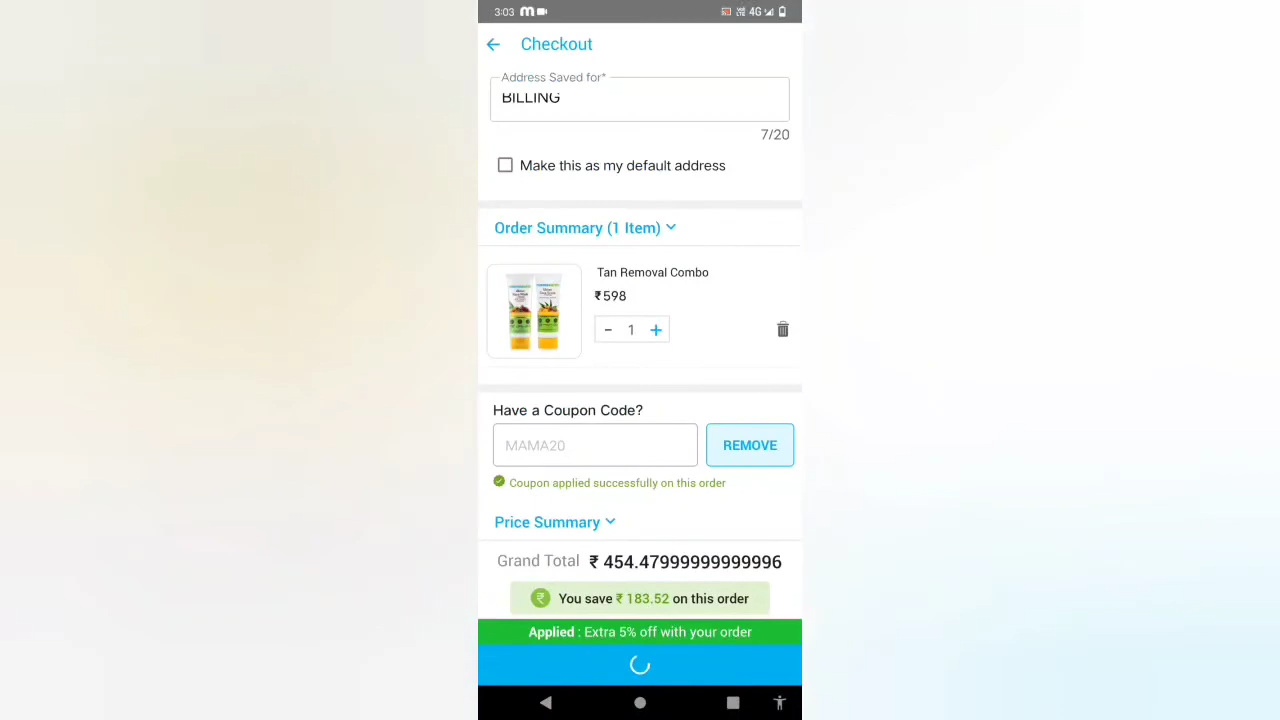 3:03 4G
Checkout
Address Saved for*
BILLING
7/20
Make this as my default address
Order Summary (1 Item)
Tan Removal Combo
₹598
- 1 +
Have a Coupon Code?
MAMA20 REMOVE
Coupon applied successfully on this order
Price Summary
Grand Total ₹ 454.47999999999996
You save ₹ 183.52 on this order
Applied : Extra 5% off with your order